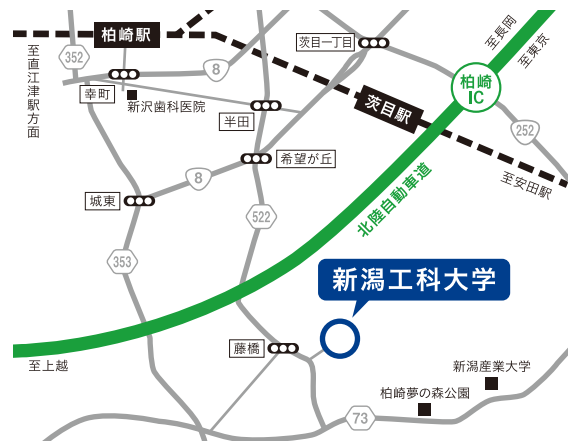 柏崎駅
茨目一丁目
至長岡
至東京
352
8
至直江津駅方面
幸町
新沢歯科医院
柏崎
IC
茨目駅
半田
252
希望が丘
8
至安田駅
城東
522
北陸自動車道
353
新潟工科大学
藤橋
至上越
新潟産業大学
柏崎夢の森公園
73